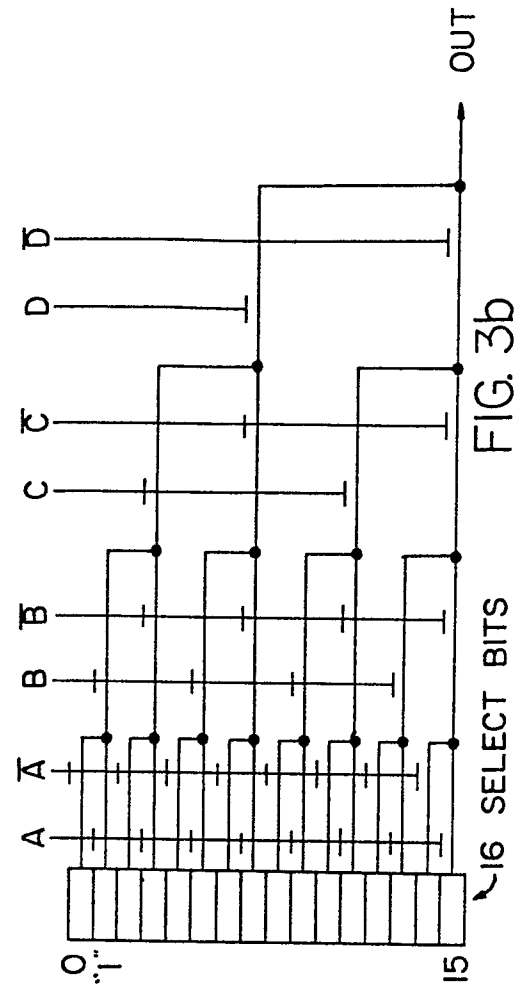 A A̅ B B̅ C C̅ D D̅
0
"1"
15
16 SELECT BITS
OUT
FIG. 3b